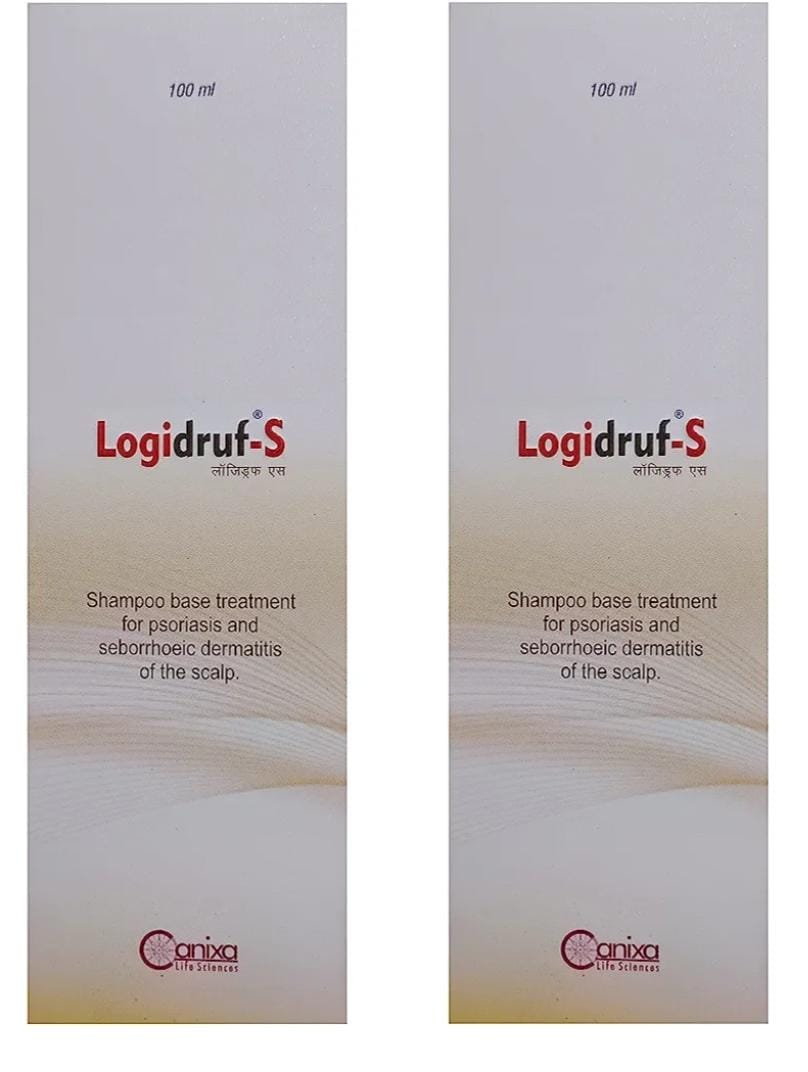 100 ml
Logidruf-S®
लॉजिड्रफ एस
Shampoo base treatment
for psoriasis and
seborrhoeic dermatitis
of the scalp.
Canixa
Life Sciences
100 ml
Logidruf-S®
लॉजिड्रफ एस
Shampoo base treatment
for psoriasis and
seborrhoeic dermatitis
of the scalp.
Canixa
Life Sciences